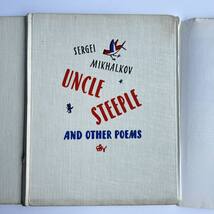 SERGEI
MIKHALKOV
UNCLE
STEEPLE
AND OTHER POEMS